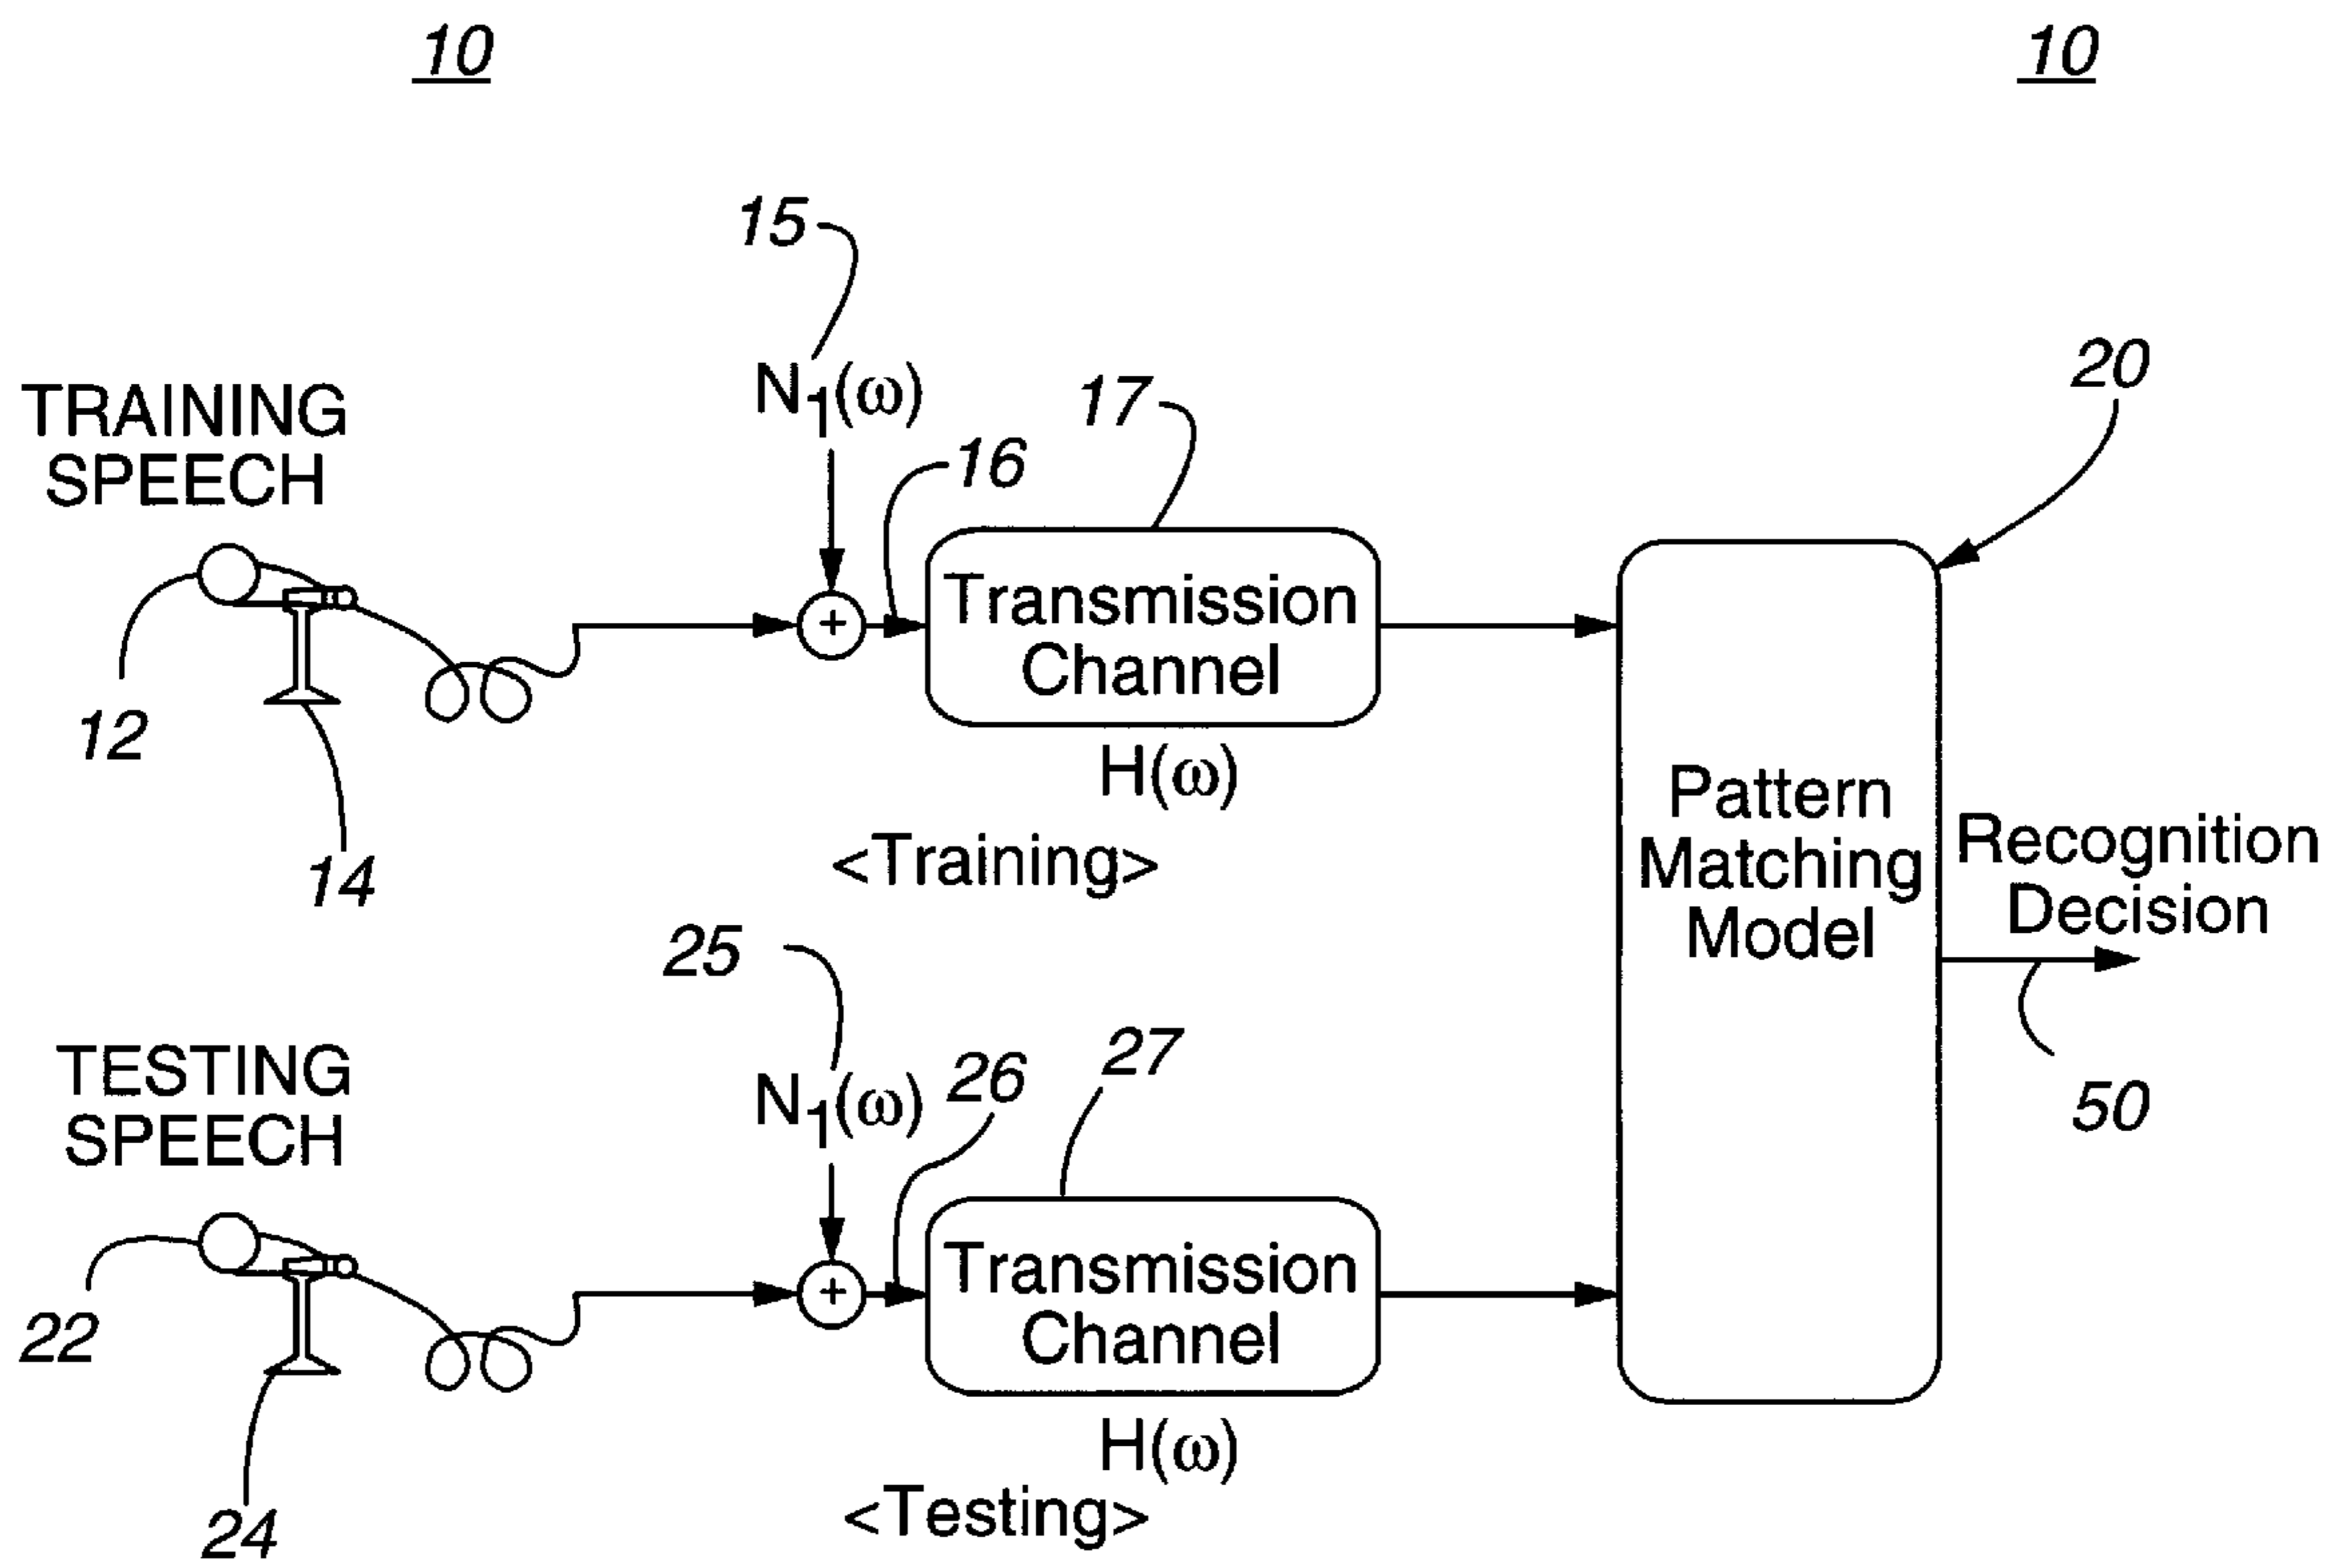 10
10
15
N1(ω)
17
16
20
TRAINING
SPEECH
+
Transmission
Channel
12
14
H(ω)
<Training>
Pattern
Matching
Model
Recognition
Decision
50
25
N1(ω)
26
27
TESTING
SPEECH
+
Transmission
Channel
22
24
H(ω)
<Testing>